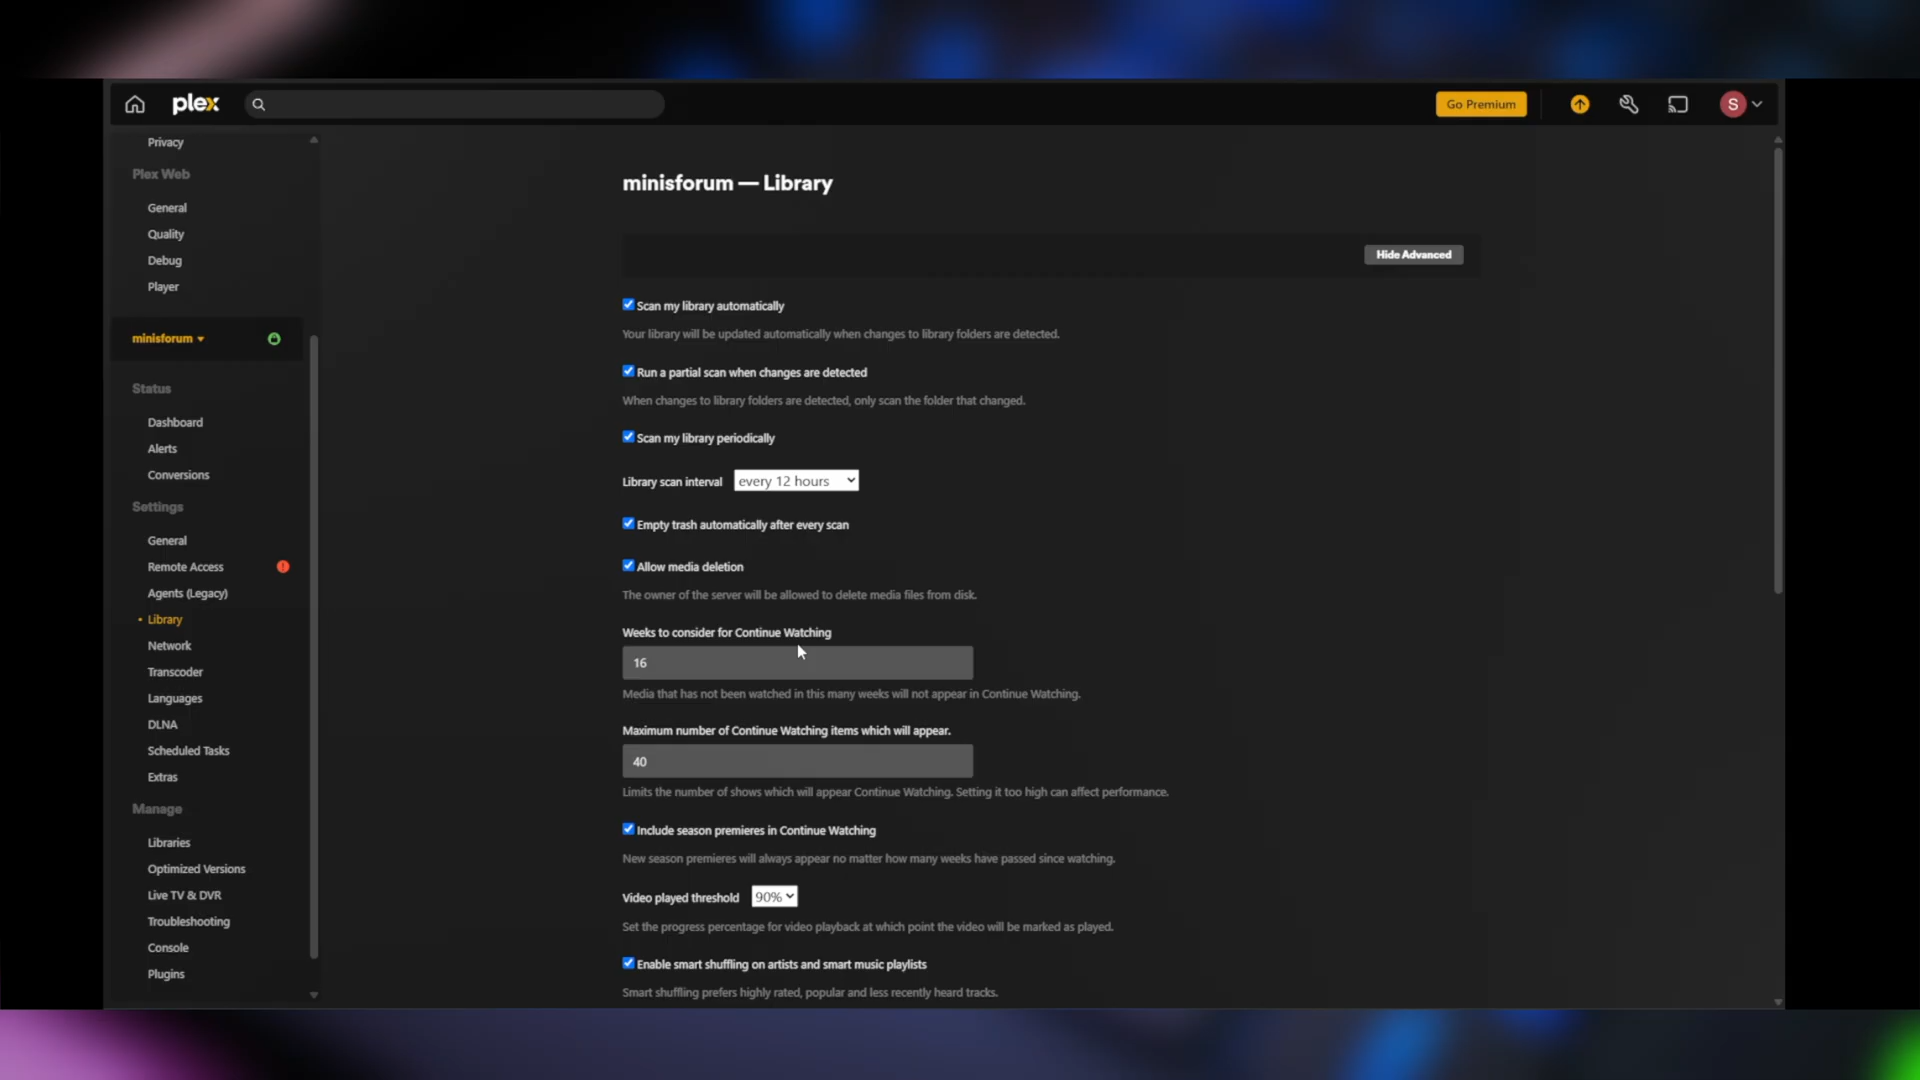 plex
Go Premium
S
Privacy
Plex Web
General
Quality
Debug
Player
minisforum
Status
Dashboard
Alerts
Conversions
Settings
General
Remote Access
!
Agents (Legacy)
Library
Network
Transcoder
Languages
DLNA
Scheduled Tasks
Extras
Manage
Libraries
Optimized Versions
Live TV & DVR
Troubleshooting
Console
Plugins
minisforum — Library
Hide Advanced
Scan my library automatically
Your library will be updated automatically when changes to library folders are detected.
Run a partial scan when changes are detected
When changes to library folders are detected, only scan the folder that changed.
Scan my library periodically
Library scan interval every 12 hours
Empty trash automatically after every scan
Allow media deletion
The owner of the server will be allowed to delete media files from disk.
Weeks to consider for Continue Watching
16
Media that has not been watched in this many weeks will not appear in Continue Watching.
Maximum number of Continue Watching items which will appear.
40
Limits the number of shows which will appear Continue Watching. Setting it too high can affect performance.
Include season premieres in Continue Watching
New season premieres will always appear no matter how many weeks have passed since watching.
Video played threshold 90%
Set the progress percentage for video playback at which point the video will be marked as played.
Enable smart shuffling on artists and smart music playlists
Smart shuffling prefers highly rated, popular and less recently heard tracks.